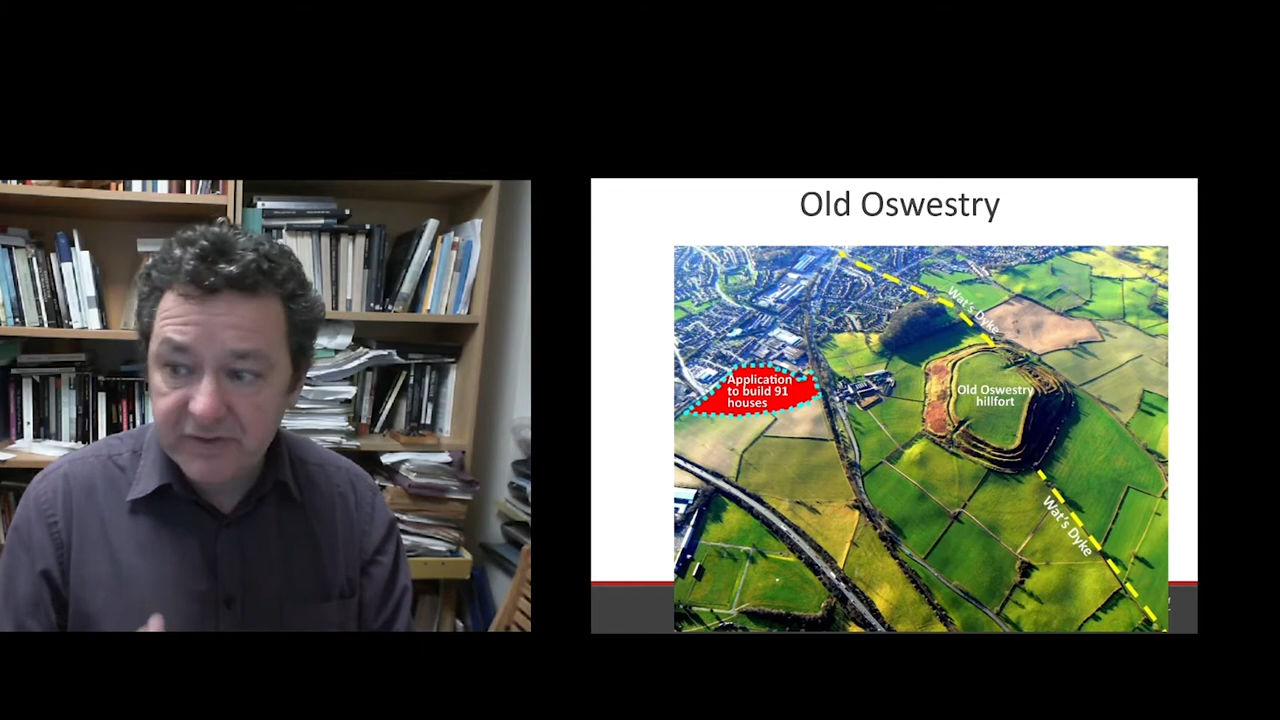 Old Oswestry
Wat's Dyke
Application
to build 91
houses
Old Oswestry
hillfort
Wat's Dyke